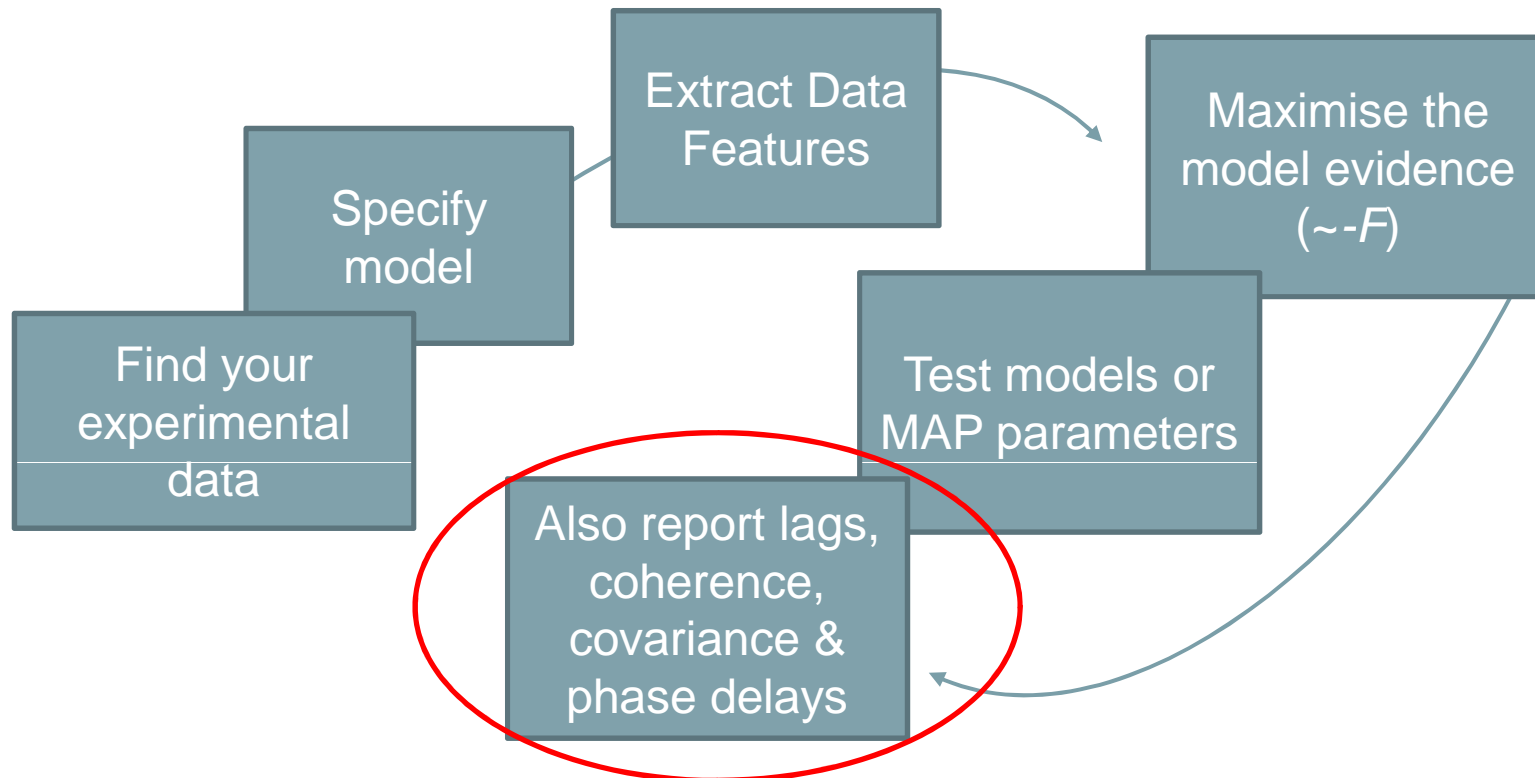 Find your
experimental
data
Specify
model
Extract Data
Features
Maximise the
model evidence
(~-F)
Test models or
MAP parameters
Also report lags,
coherence,
covariance &
phase delays